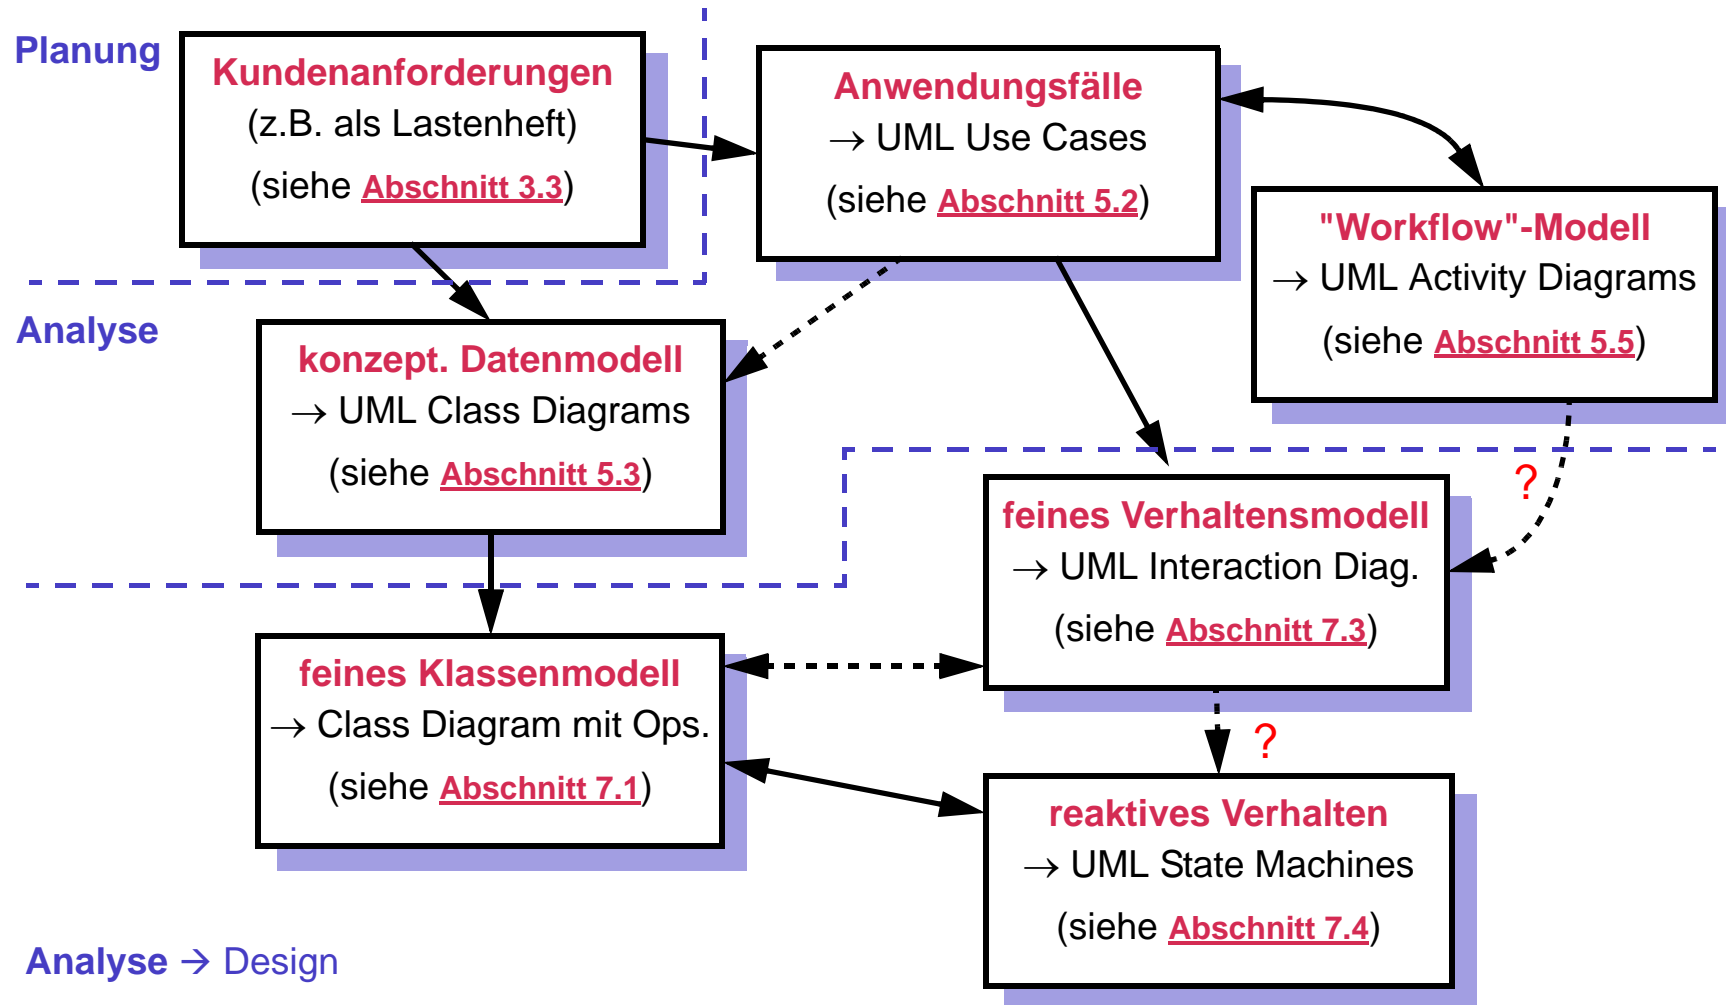 Planung
Kundenanforderungen
(z.B. als Lastenheft)
(siehe Abschnitt 3.3)
Anwendungsfälle
→ UML Use Cases
(siehe Abschnitt 5.2)
"Workflow"-Modell
→ UML Activity Diagrams
(siehe Abschnitt 5.5)
Analyse
konzept. Datenmodell
→ UML Class Diagrams
(siehe Abschnitt 5.3)
?
feines Verhaltensmodell
→ UML Interaction Diag.
(siehe Abschnitt 7.3)
feines Klassenmodell
→ Class Diagram mit Ops.
(siehe Abschnitt 7.1)
?
reaktives Verhalten
→ UML State Machines
(siehe Abschnitt 7.4)
Analyse → Design